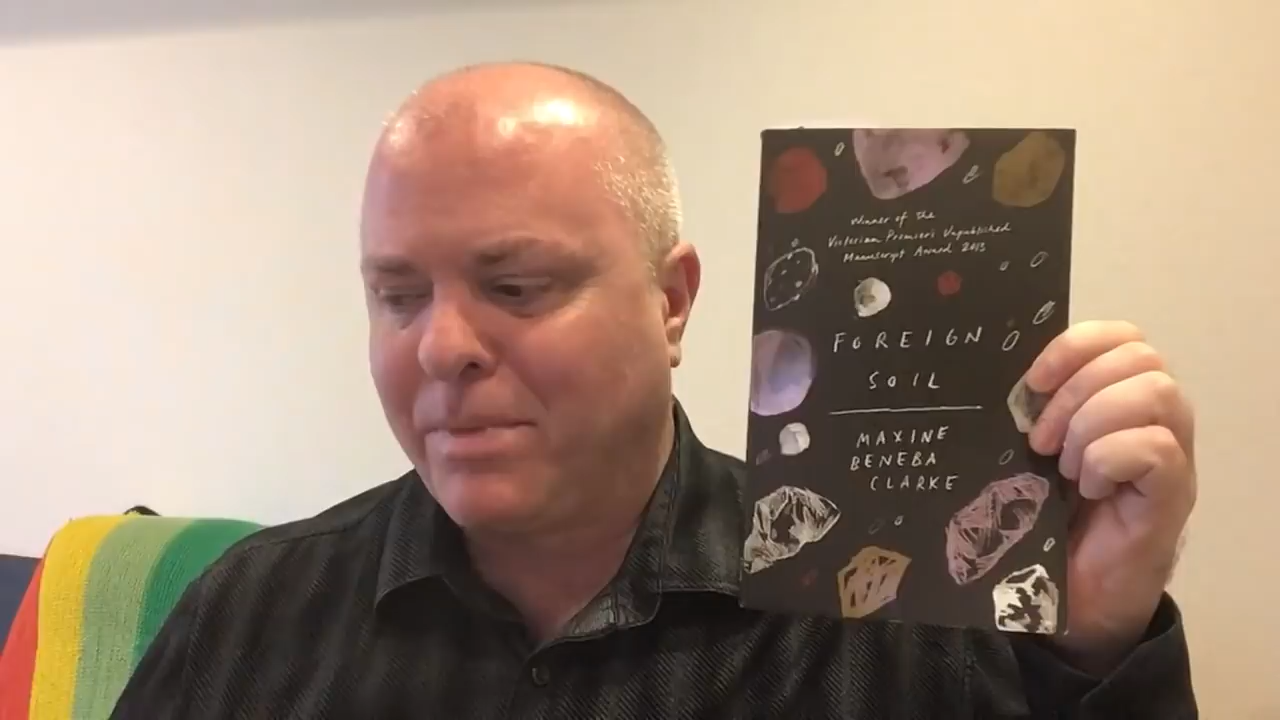 Winner of the
Victorian Premier's Unpublished
Manuscript Award 2013
FOREIGN
SOIL
MAXINE
BENEBA
CLARKE